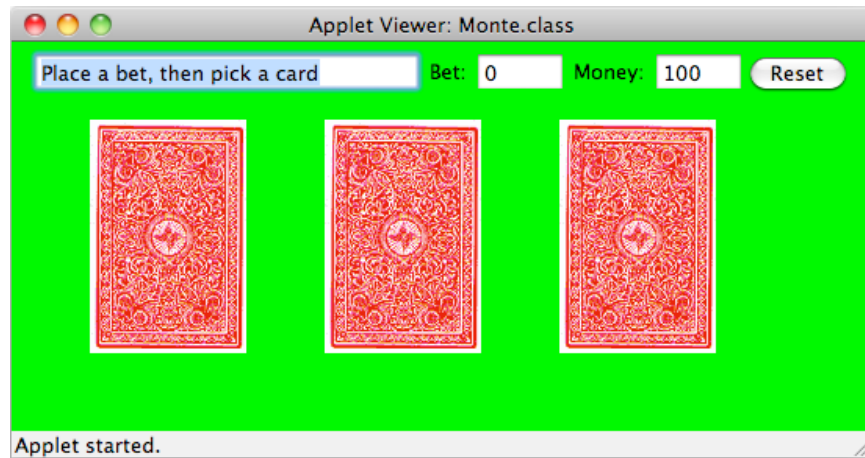 Applet Viewer: Monte.class
Place a bet, then pick a card Bet: 0 Money: 100 Reset
Applet started.